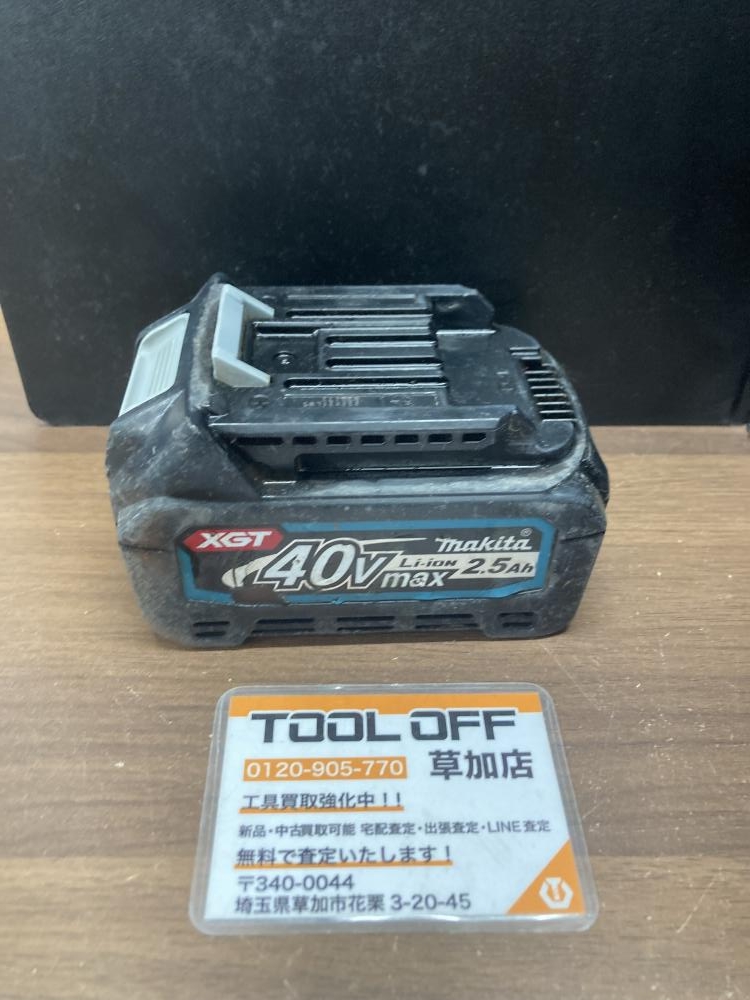 XGT
40Vmax
Li-ion
makita®
2.5Ah
TOOL OFF
0120-905-770 草加店
工具買取強化中！！
新品・中古買取可能 宅配査定・出張査定・LINE査定
無料で査定いたします！
〒340-0044
埼玉県草加市花栗 3-20-45